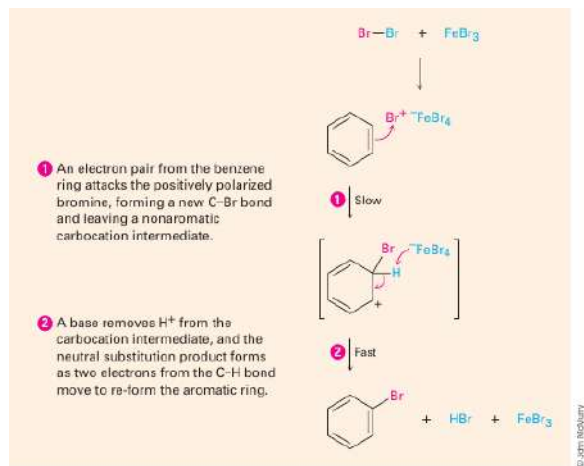 Br—Br + FeBr3
Br+ −FeBr4
1 An electron pair from the benzene
ring attacks the positively polarized
bromine, forming a new C–Br bond
and leaving a nonaromatic
carbocation intermediate.
1 Slow
Br −FeBr4
H
+
2 A base removes H+ from the
carbocation intermediate, and the
neutral substitution product forms
as two electrons from the C–H bond
move to re-form the aromatic ring.
2 Fast
Br
+ HBr + FeBr3
© John McMurry